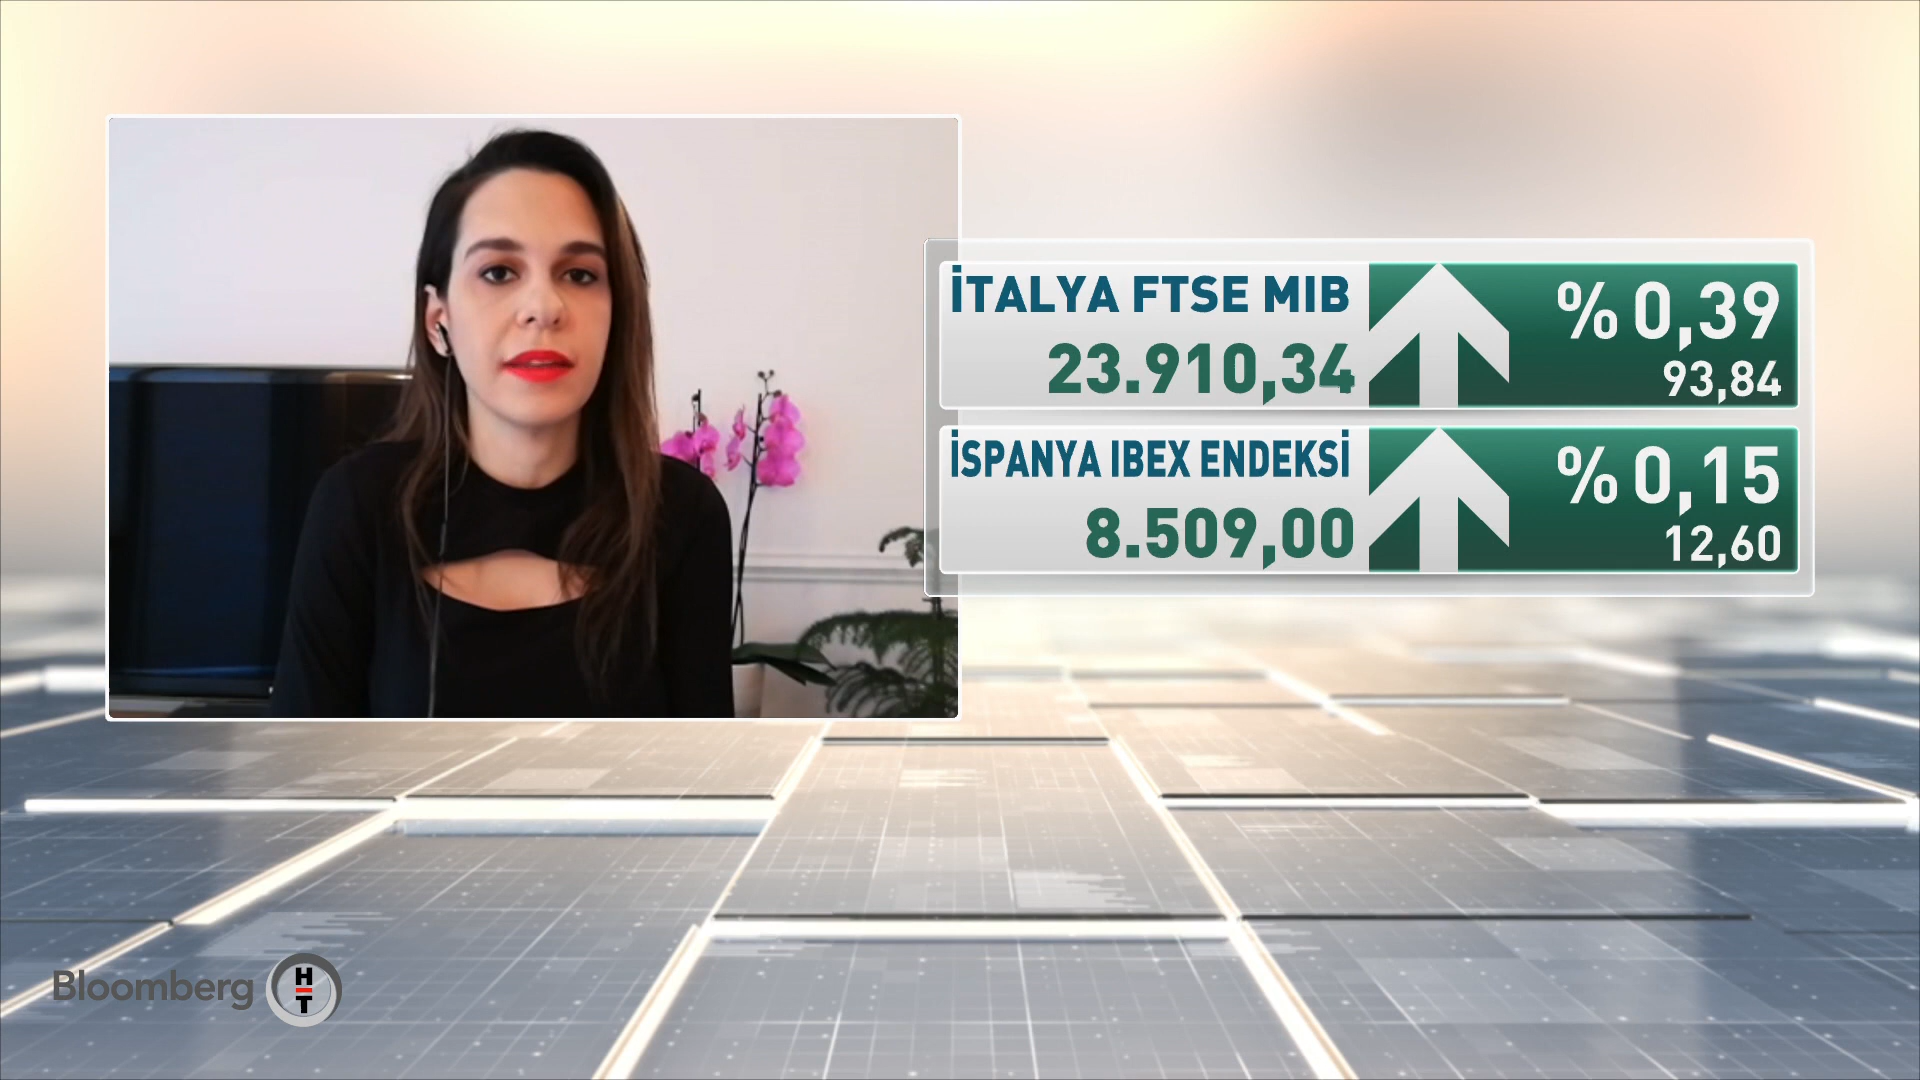 İTALYA FTSE MIB
23.910,34
% 0,39
93,84
İSPANYA IBEX ENDEKSİ
8.509,00
% 0,15
12,60
Bloomberg HT